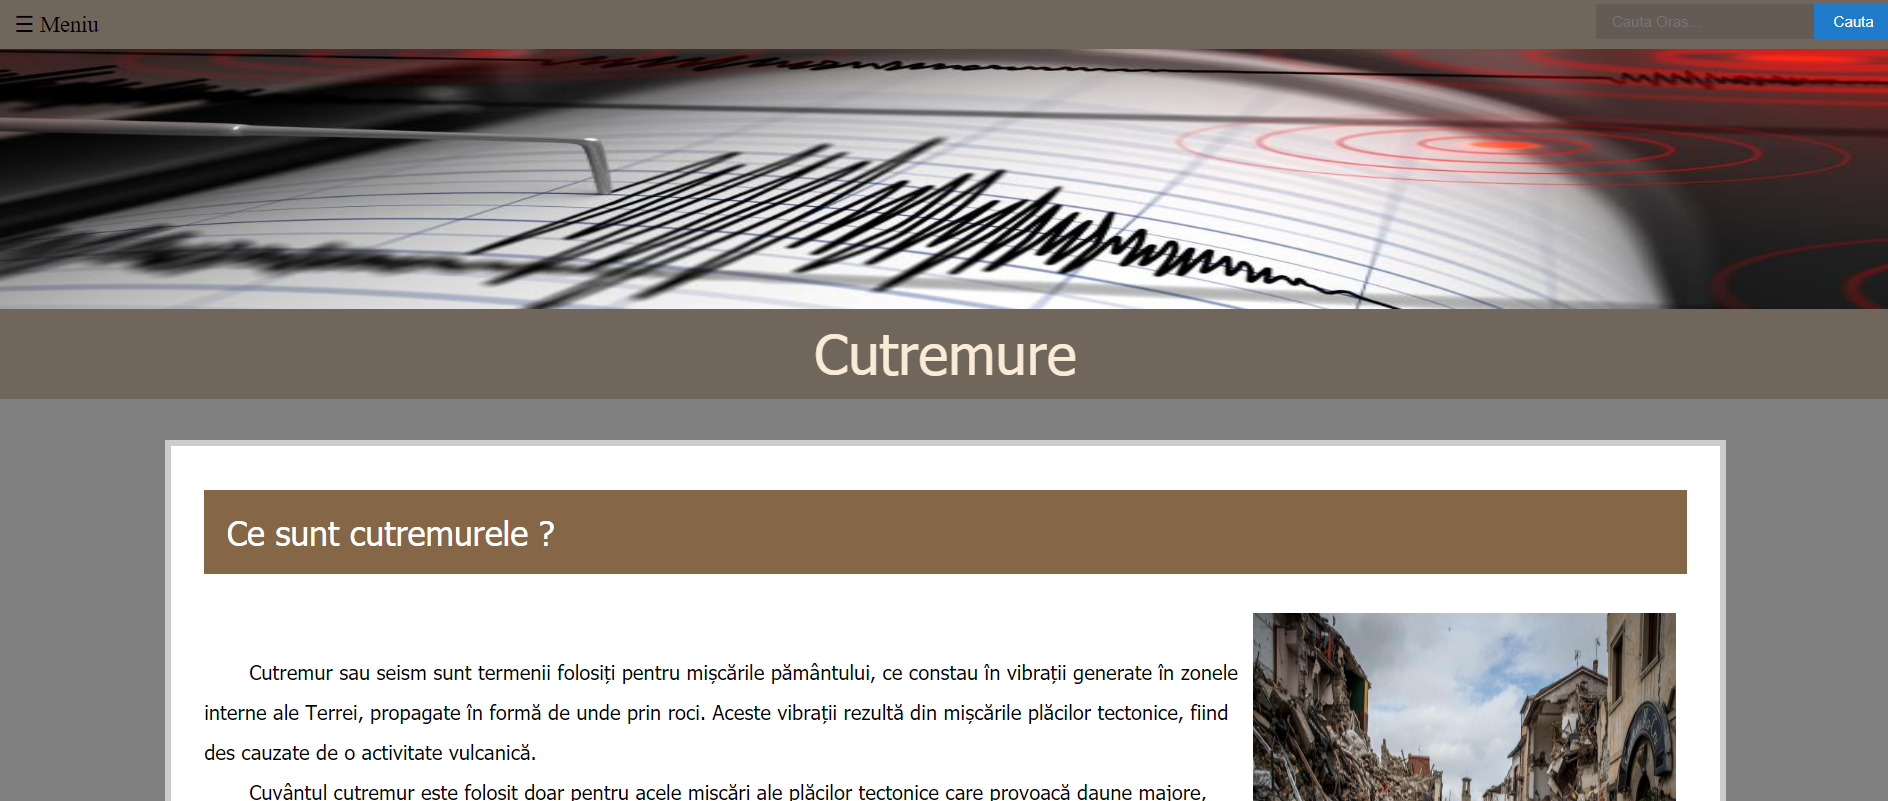 ☰ Meniu
Cauta Oras...
Cauta
Cutremure
Ce sunt cutremurele ?
Cutremur sau seism sunt termenii folosiți pentru mișcările pământului, ce constau în vibrații generate în zonele
interne ale Terrei, propagate în formă de unde prin roci. Aceste vibrații rezultă din mișcările plăcilor tectonice, fiind
des cauzate de o activitate vulcanică.
Cuvântul cutremur este folosit doar pentru acele mișcări ale plăcilor tectonice care provoacă daune majore,